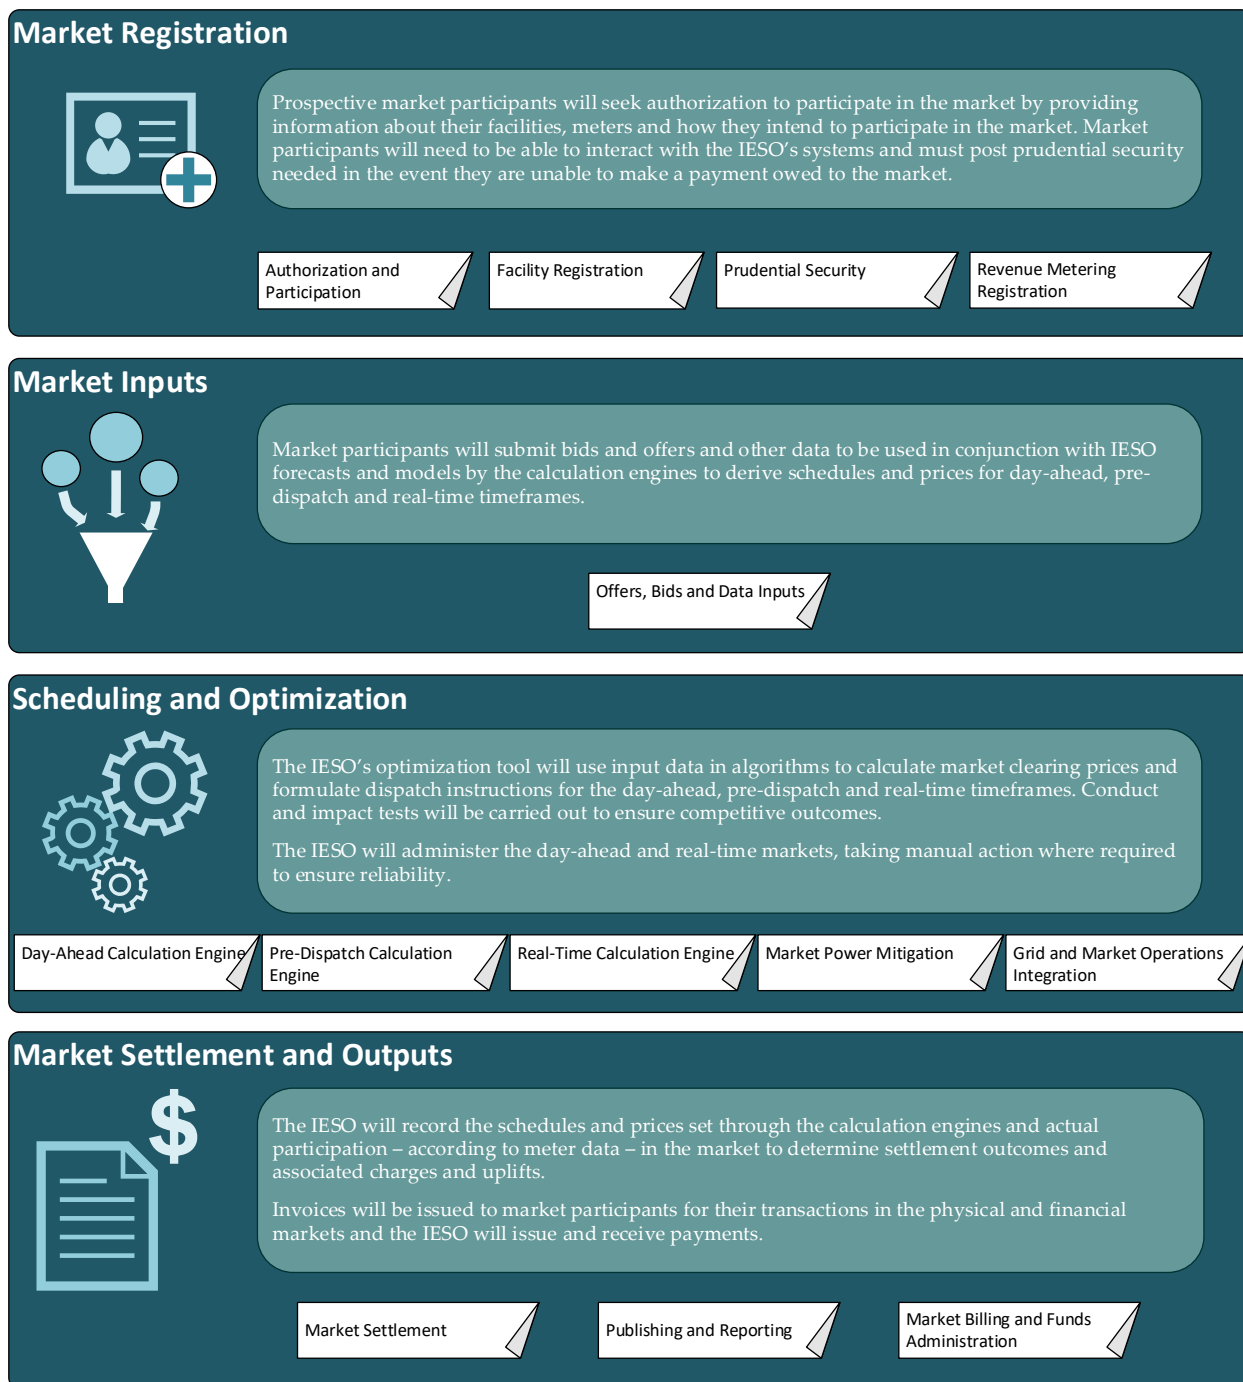 Market Registration
Prospective market participants will seek authorization to participate in the market by providing
information about their facilities, meters and how they intend to participate in the market. Market
participants will need to be able to interact with the IESO’s systems and must post prudential security
needed in the event they are unable to make a payment owed to the market.
Authorization and
Participation
Facility Registration
Prudential Security
Revenue Metering
Registration
Market Inputs
Market participants will submit bids and offers and other data to be used in conjunction with IESO
forecasts and models by the calculation engines to derive schedules and prices for day-ahead, pre-
dispatch and real-time timeframes.
Offers, Bids and Data Inputs
Scheduling and Optimization
The IESO’s optimization tool will use input data in algorithms to calculate market clearing prices and
formulate dispatch instructions for the day-ahead, pre-dispatch and real-time timeframes. Conduct
and impact tests will be carried out to ensure competitive outcomes.
The IESO will administer the day-ahead and real-time markets, taking manual action where required
to ensure reliability.
Day-Ahead Calculation Engine
Pre-Dispatch Calculation
Engine
Real-Time Calculation Engine
Market Power Mitigation
Grid and Market Operations
Integration
Market Settlement and Outputs
$
The IESO will record the schedules and prices set through the calculation engines and actual
participation – according to meter data – in the market to determine settlement outcomes and
associated charges and uplifts.
Invoices will be issued to market participants for their transactions in the physical and financial
markets and the IESO will issue and receive payments.
Market Settlement
Publishing and Reporting
Market Billing and Funds
Administration